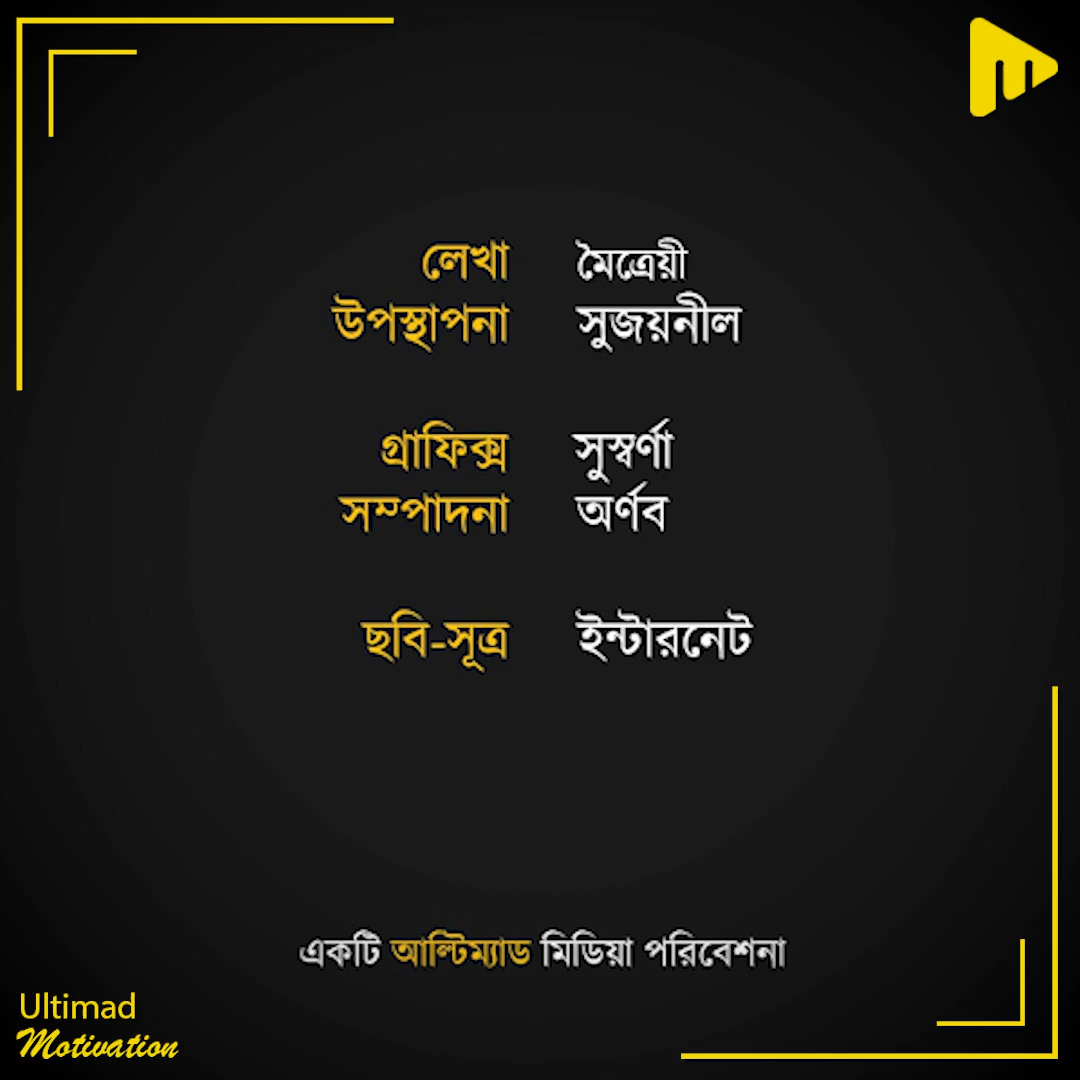 লেখা মৈত্রেয়ী
উপস্থাপনা সুজয়নীল
গ্রাফিক্স সুস্বর্ণা
সম্পাদনা অর্ণব
ছবি-সূত্র ইন্টারনেট
একটি আল্টিম্যাড মিডিয়া পরিবেশনা
Ultimad
Motivation